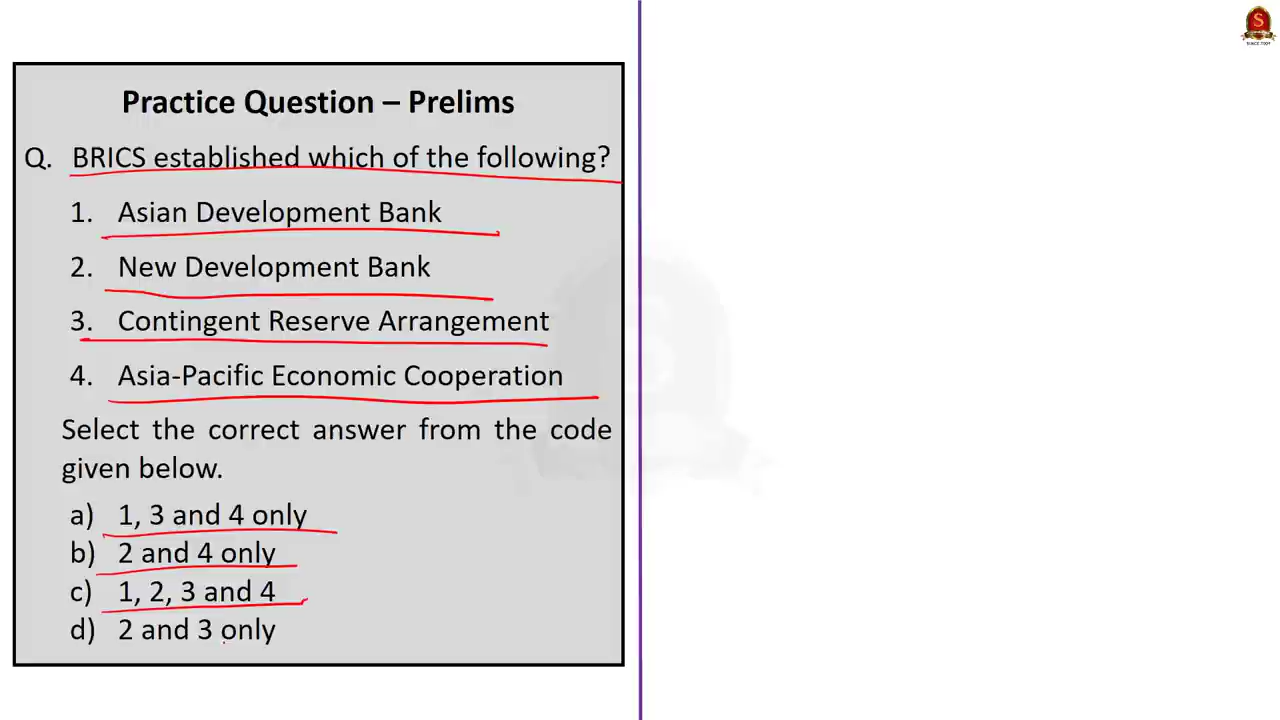 Practice Question – Prelims
Q. BRICS established which of the following?
1. Asian Development Bank
2. New Development Bank
3. Contingent Reserve Arrangement
4. Asia-Pacific Economic Cooperation
Select the correct answer from the code
given below.
a) 1, 3 and 4 only
b) 2 and 4 only
c) 1, 2, 3 and 4
d) 2 and 3 only
S
SINCE 2004